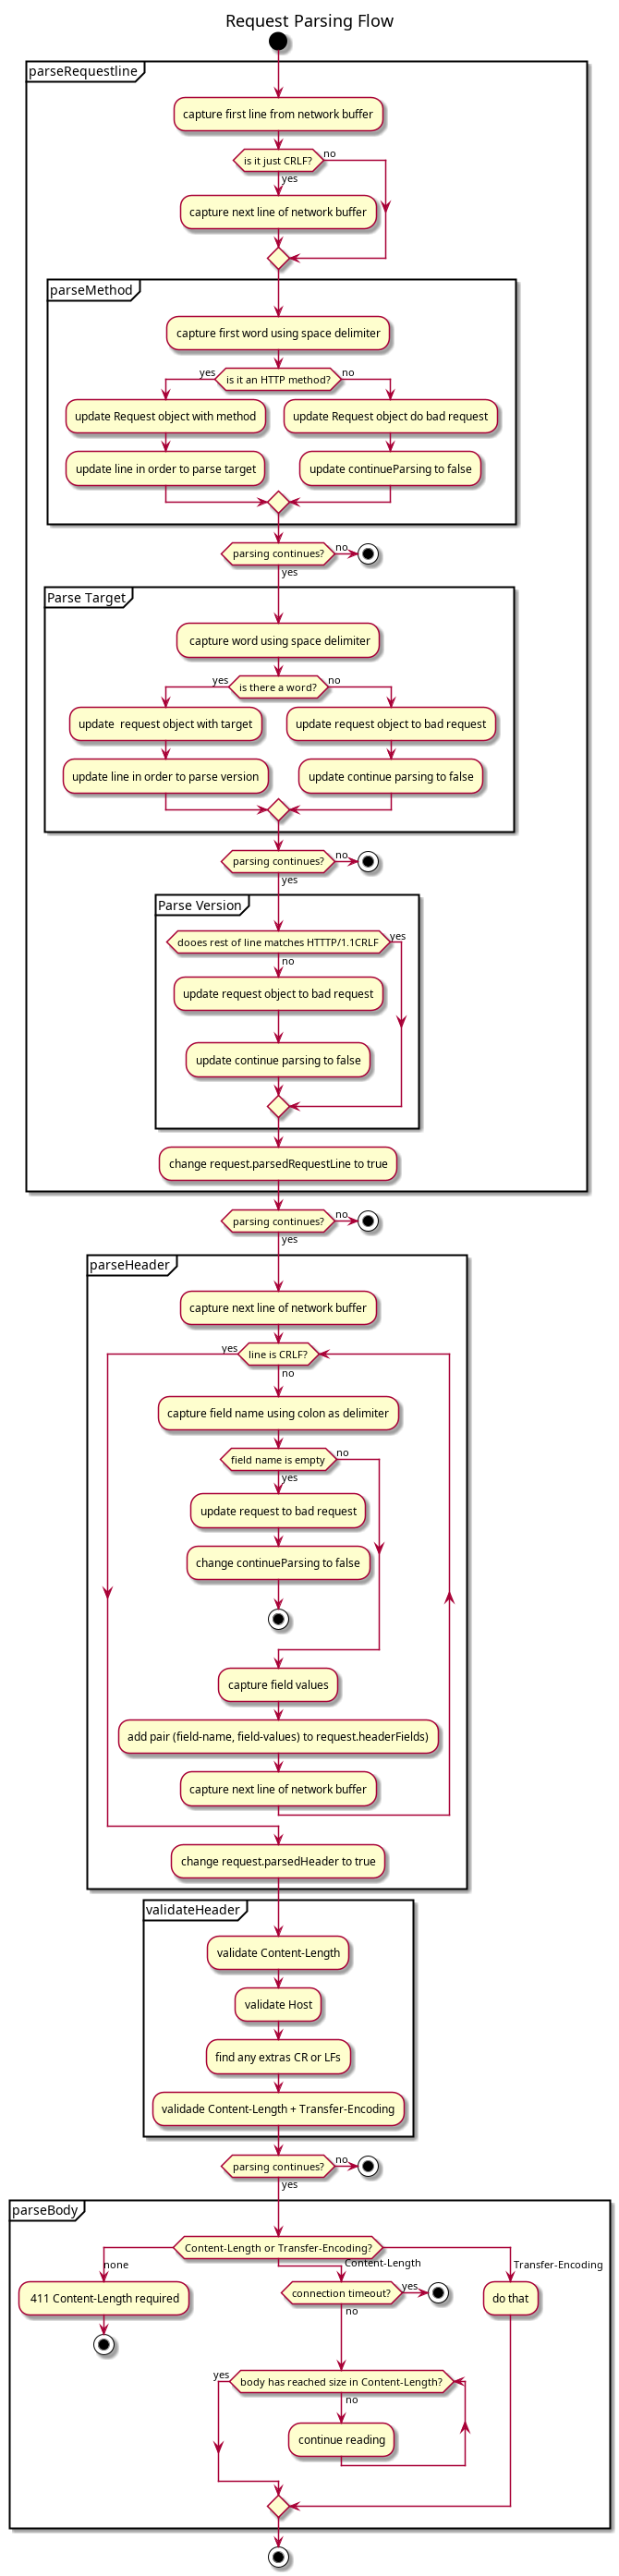 Request Parsing Flow
parseRequestline
capture first line from network buffer
is it just CRLF?
no
yes
capture next line of network buffer
parseMethod
capture first word using space delimiter
yes
is it an HTTP method?
no
update Request object with method
update Request object do bad request
update line in order to parse target
update continueParsing to false
parsing continues?
no
yes
Parse Target
capture word using space delimiter
yes
is there a word?
no
update  request object with target
update request object to bad request
update line in order to parse version
update continue parsing to false
parsing continues?
no
yes
Parse Version
dooes rest of line matches HTTTP/1.1CRLF
yes
no
update request object to bad request
update continue parsing to false
change request.parsedRequestLine to true
parsing continues?
no
yes
parseHeader
capture next line of network buffer
yes
line is CRLF?
no
capture field name using colon as delimiter
field name is empty
no
yes
update request to bad request
change continueParsing to false
capture field values
add pair (field-name, field-values) to request.headerFields)
capture next line of network buffer
change request.parsedHeader to true
validateHeader
validate Content-Length
validate Host
find any extras CR or LFs
validade Content-Length + Transfer-Encoding
parsing continues?
no
yes
parseBody
Content-Length or Transfer-Encoding?
none
Content-Length
Transfer-Encoding
411 Content-Length required
connection timeout?
yes
do that
no
yes
body has reached size in Content-Length?
no
continue reading